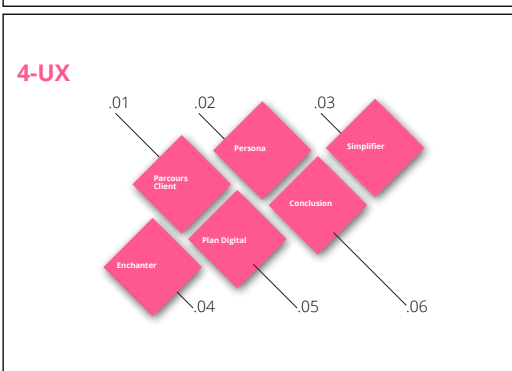 4-UX
.01
.02
.03
Parcours
Client
Persona
Simplifier
Enchanter
Plan Digital
Conclusion
.04
.05
.06